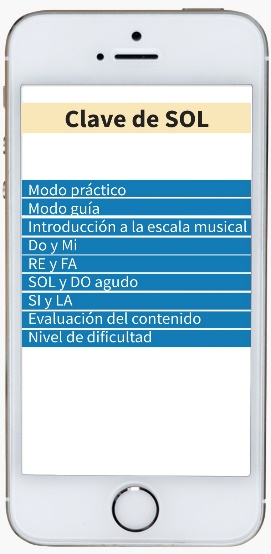 Clave de SOL
Modo práctico
Modo guía
Introducción a la escala musical
Do y Mi
RE y FA
SOL y DO agudo
SI y LA
Evaluación del contenido
Nivel de dificultad